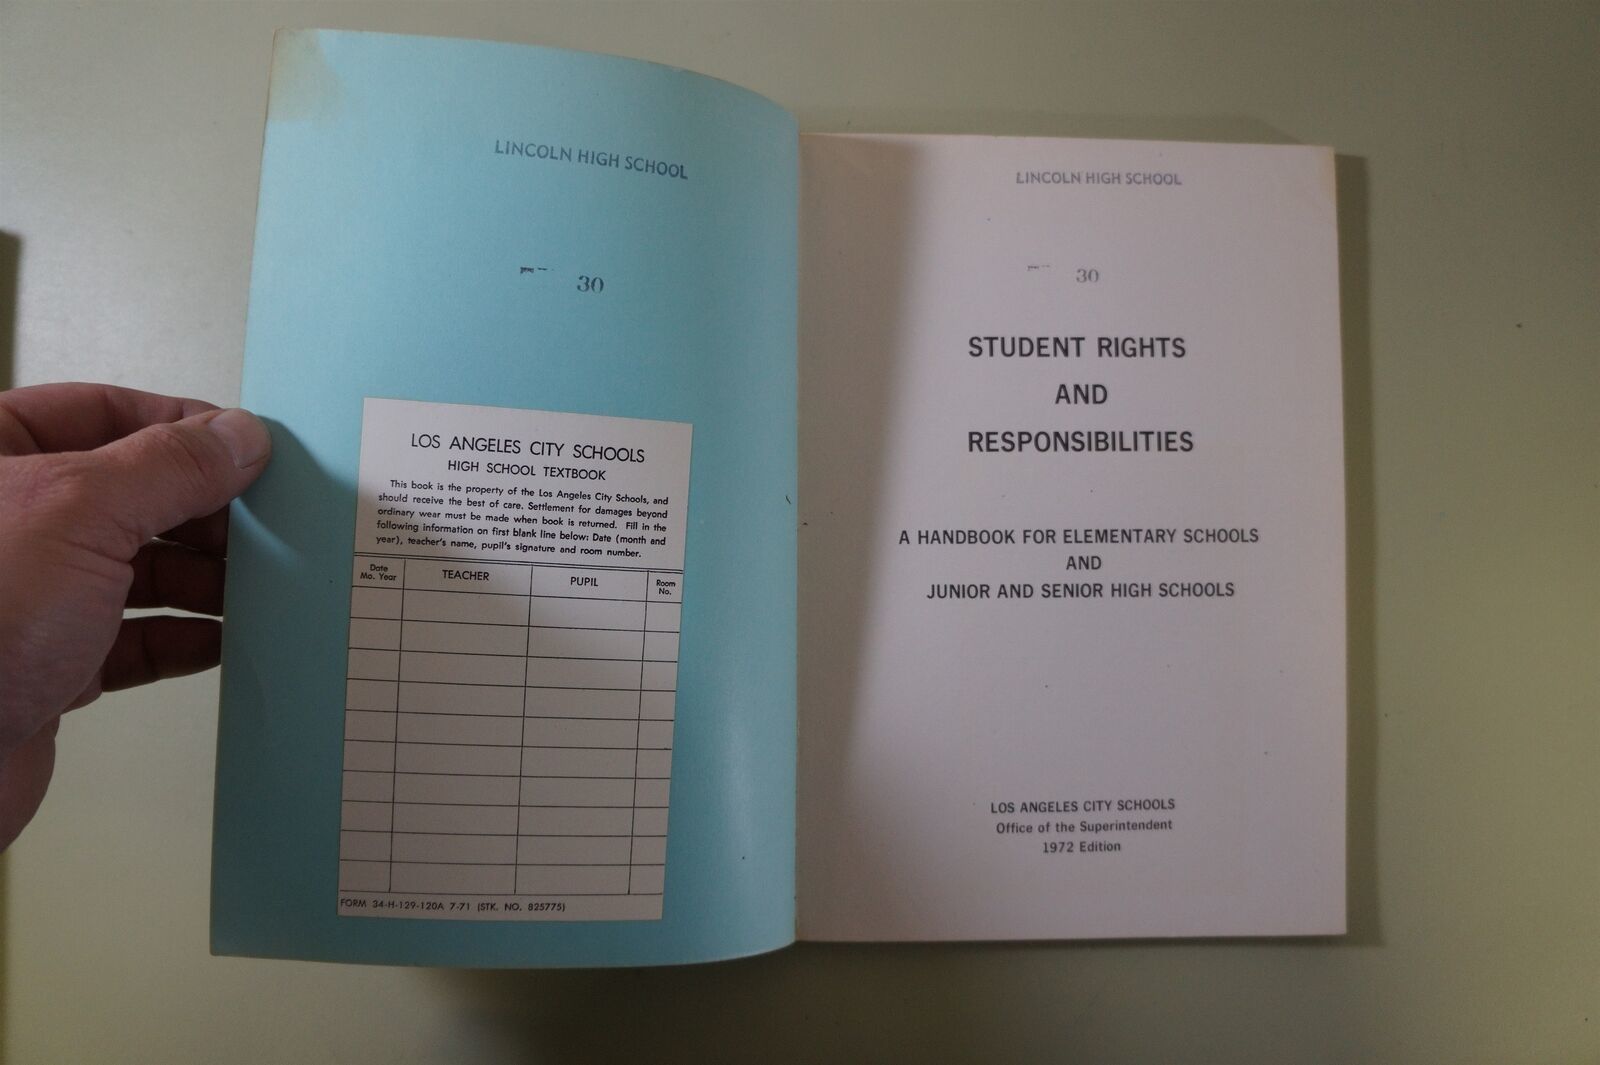 LINCOLN HIGH SCHOOL
30
LOS ANGELES CITY SCHOOLS
HIGH SCHOOL TEXTBOOK
This book is the property of the Los Angeles City Schools, and
should receive the best of care. Settlement for damages beyond
ordinary wear must be made when book is returned. Fill in the
following information on first blank line below: Date (month and
year), teacher's name, pupil's signature and room number.
Date
Mo. Year
TEACHER
PUPIL
Room
No.
FORM 34-H-129-120A 7-71 (STK. NO. 825775)
LINCOLN HIGH SCHOOL
30
STUDENT RIGHTS
AND
RESPONSIBILITIES
A HANDBOOK FOR ELEMENTARY SCHOOLS
AND
JUNIOR AND SENIOR HIGH SCHOOLS
LOS ANGELES CITY SCHOOLS
Office of the Superintendent
1972 Edition